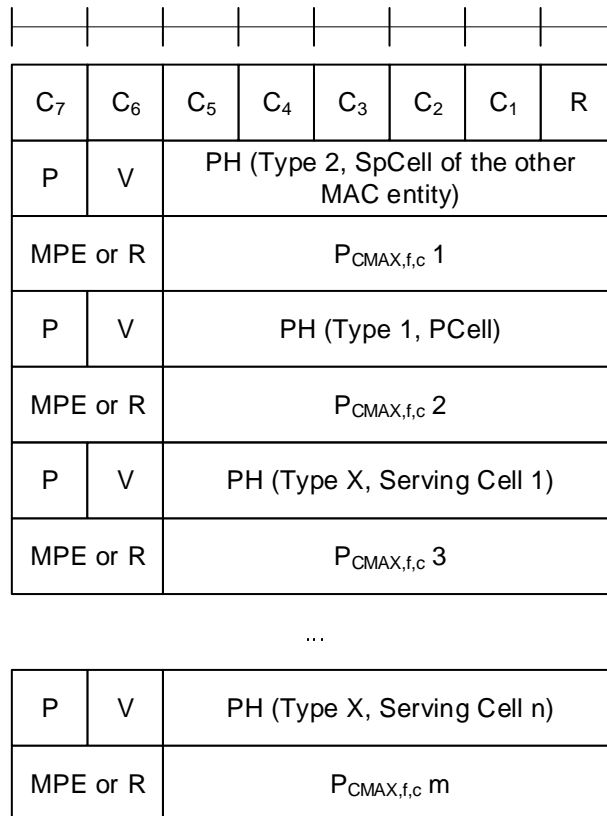 C7 C6 C5 C4 C3 C2 C1 R
P V PH (Type 2, SpCell of the other
MAC entity)
MPE or R PCMAX,f,c 1
P V PH (Type 1, PCell)
MPE or R PCMAX,f,c 2
P V PH (Type X, Serving Cell 1)
MPE or R PCMAX,f,c 3
...
P V PH (Type X, Serving Cell n)
MPE or R PCMAX,f,c m